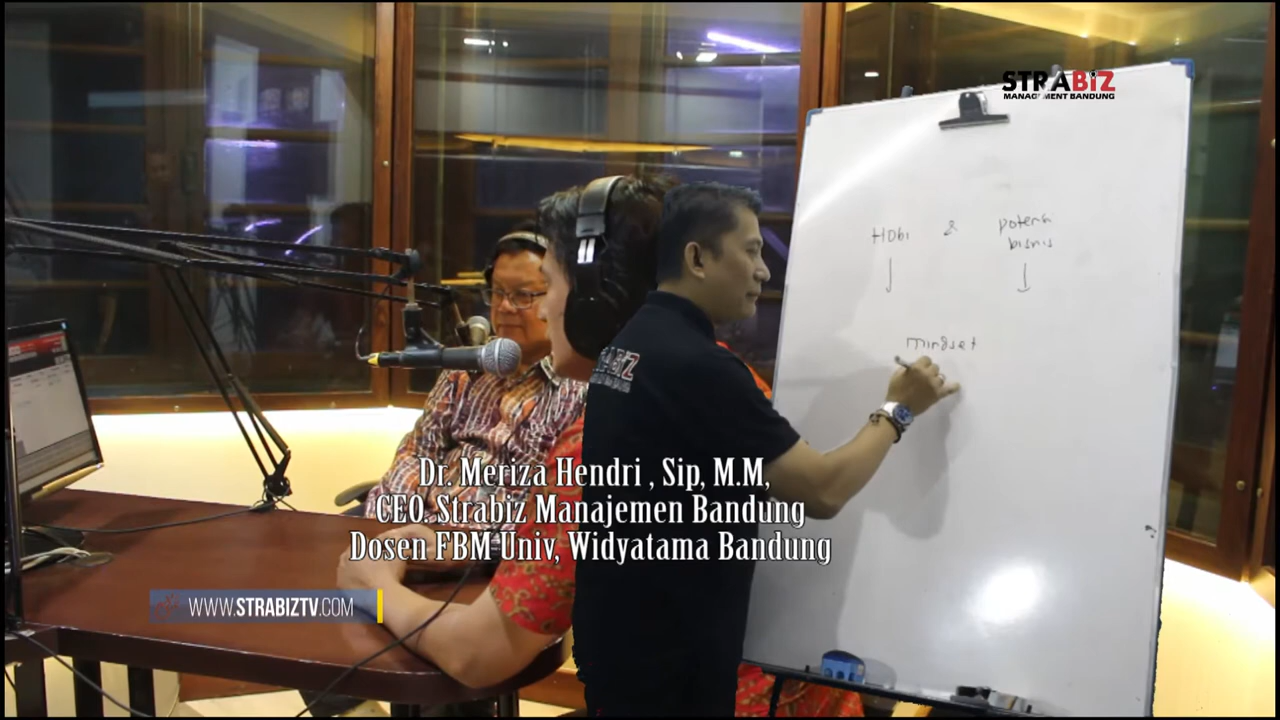 STRABIZ
MANAGEMENT BANDUNG
HObi & potensi
bisnis
mindset
Dr. Meriza Hendri , Sip, M.M,
CEO. Strabiz Manajemen Bandung
Dosen FBM Univ, Widyatama Bandung
WWW.STRABIZTV.COM